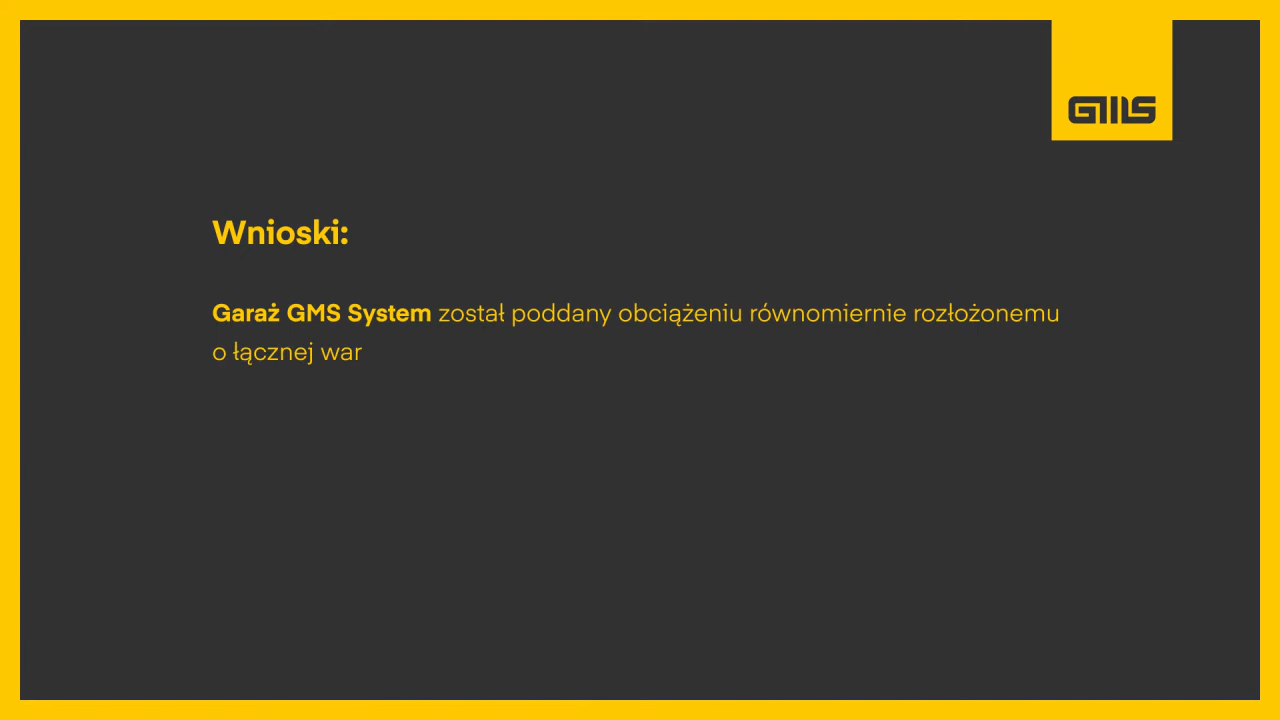 GMS
Wnioski:
Garaż GMS System został poddany obciążeniu równomiernie rozłożonemu
o łącznej war